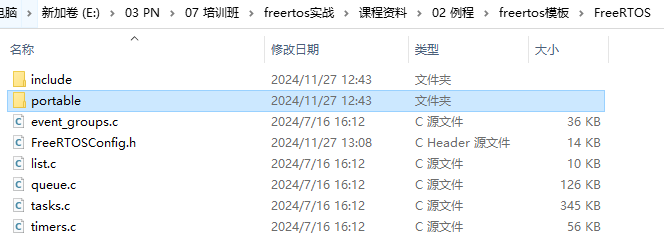 电脑 > 新加卷 (E:) > 03 PN > 07 培训班 > freertos实战 > 课程资料 > 02 例程 > freertos模板 > FreeRTOS
名称 修改日期 类型 大小
include 2024/11/27 12:43 文件夹
portable 2024/11/27 12:43 文件夹
event_groups.c 2024/7/16 16:12 C 源文件 36 KB
FreeRTOSConfig.h 2024/11/27 13:08 C Header 源文件 14 KB
list.c 2024/7/16 16:12 C 源文件 10 KB
queue.c 2024/7/16 16:12 C 源文件 126 KB
tasks.c 2024/7/16 16:12 C 源文件 345 KB
timers.c 2024/7/16 16:12 C 源文件 56 KB